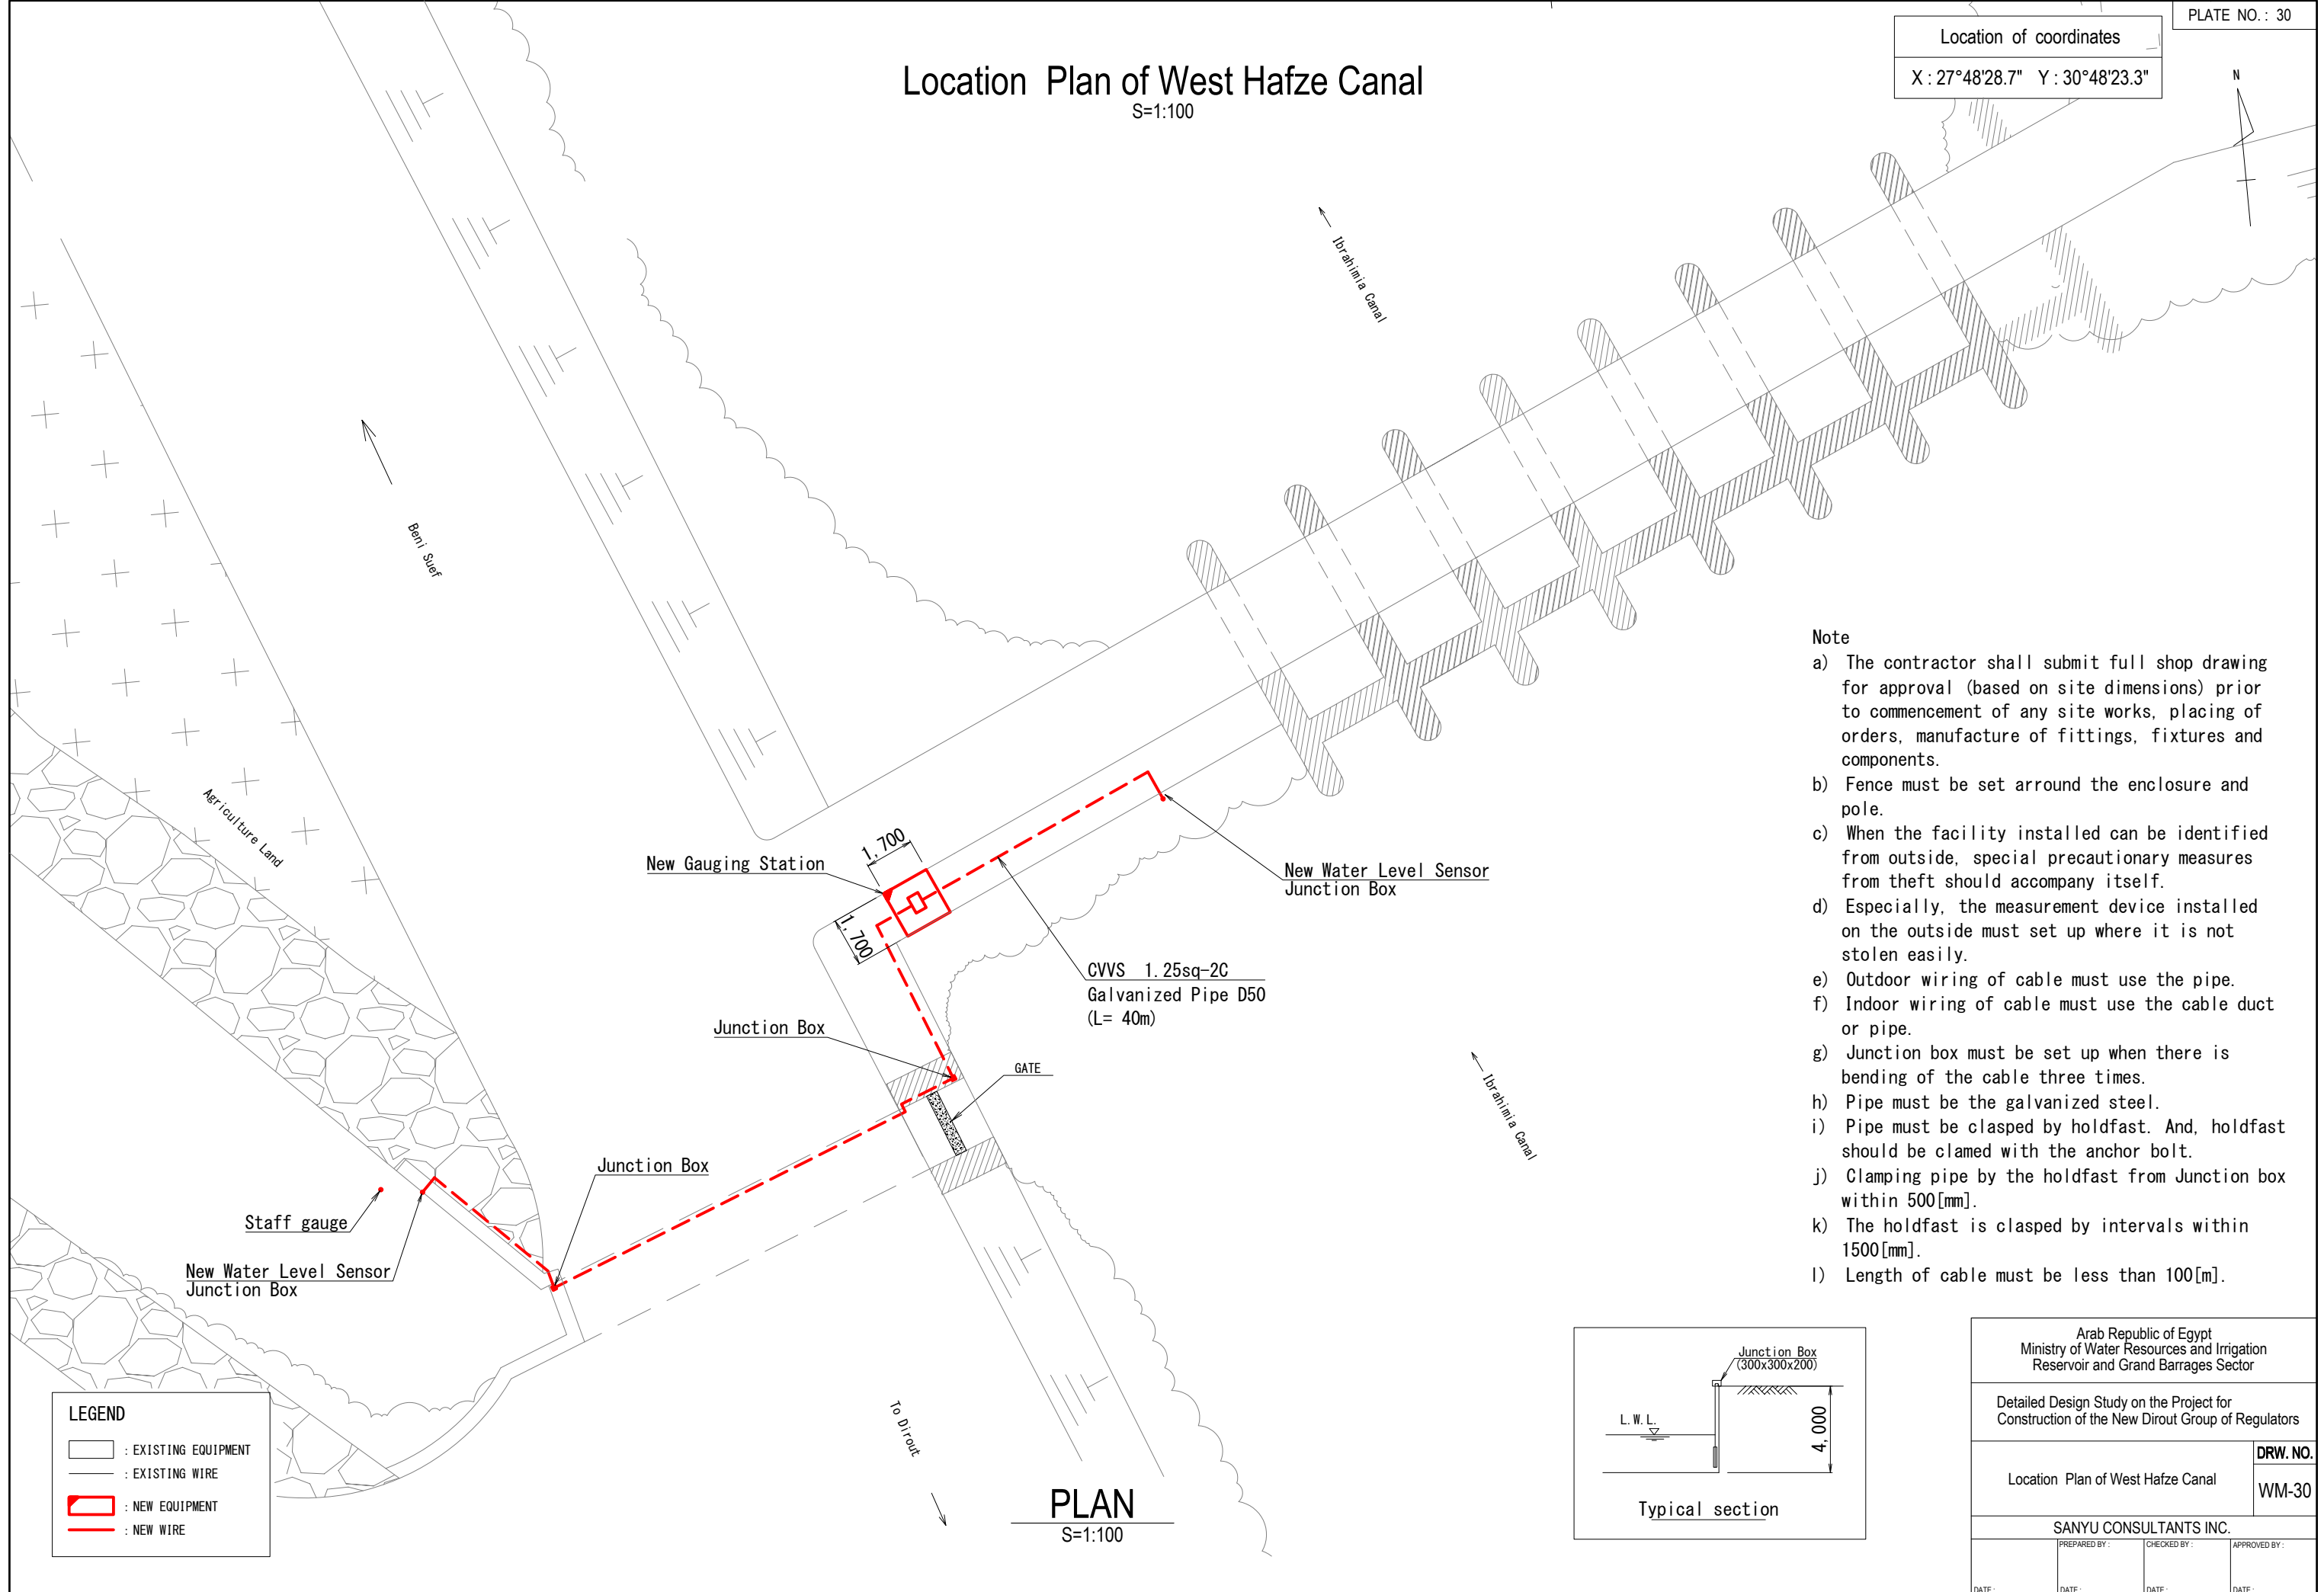 PLATE NO. : 30
Location of coordinates
X : 27°48'28.7" Y : 30°48'23.3"
N
Location Plan of West Hafze Canal
S=1:100
Ibrahimia Canal
Beni Suef
Agriculture Land
Note
a) The contractor shall submit full shop drawing
for approval (based on site dimensions) prior
to commencement of any site works, placing of
orders, manufacture of fittings, fixtures and
components.
b) Fence must be set arround the enclosure and
pole.
c) When the facility installed can be identified
from outside, special precautionary measures
from theft should accompany itself.
d) Especially, the measurement device installed
on the outside must set up where it is not
stolen easily.
e) Outdoor wiring of cable must use the pipe.
f) Indoor wiring of cable must use the cable duct
or pipe.
g) Junction box must be set up when there is
bending of the cable three times.
h) Pipe must be the galvanized steel.
i) Pipe must be clasped by holdfast. And, holdfast
should be clamed with the anchor bolt.
j) Clamping pipe by the holdfast from Junction box
within 500[mm].
k) The holdfast is clasped by intervals within
1500[mm].
l) Length of cable must be less than 100[m].
1,700
New Gauging Station
1,700
New Water Level Sensor
Junction Box
CVVS 1.25sq-2C
Galvanized Pipe D50
(L= 40m)
Junction Box
GATE
Ibrahimia Canal
Junction Box
Staff gauge
New Water Level Sensor
Junction Box
To Dirout
LEGEND
: EXISTING EQUIPMENT
: EXISTING WIRE
: NEW EQUIPMENT
: NEW WIRE
PLAN
S=1:100
Junction Box
(300x300x200)
L.W.L.
4,000
Typical section
Arab Republic of Egypt
Ministry of Water Resources and Irrigation
Reservoir and Grand Barrages Sector
Detailed Design Study on the Project for
Construction of the New Dirout Group of Regulators
Location Plan of West Hafze Canal
DRW. NO.
WM-30
SANYU CONSULTANTS INC.
PREPARED BY : CHECKED BY : APPROVED BY :
DATE : DATE : DATE : DATE :